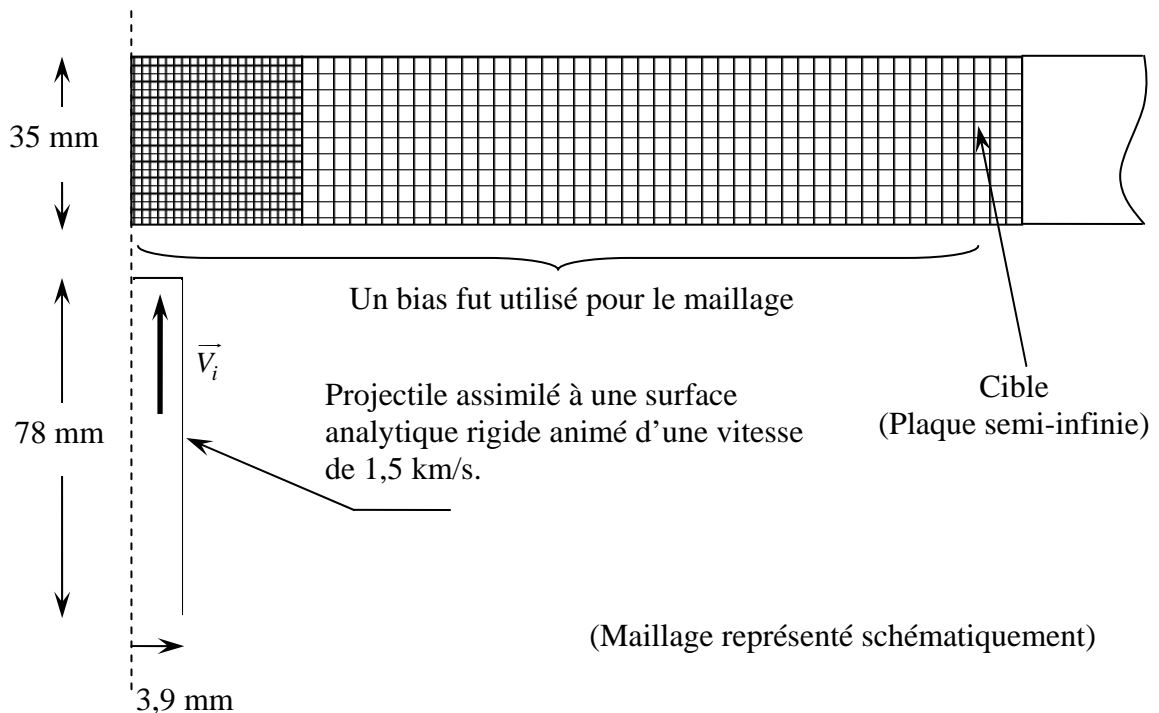 35 mm
Un bias fut utilisé pour le maillage
V_i
78 mm
Projectile assimilé à une surface
analytique rigide animé d’une vitesse
de 1,5 km/s.
Cible
(Plaque semi-infinie)
(Maillage représenté schématiquement)
3,9 mm